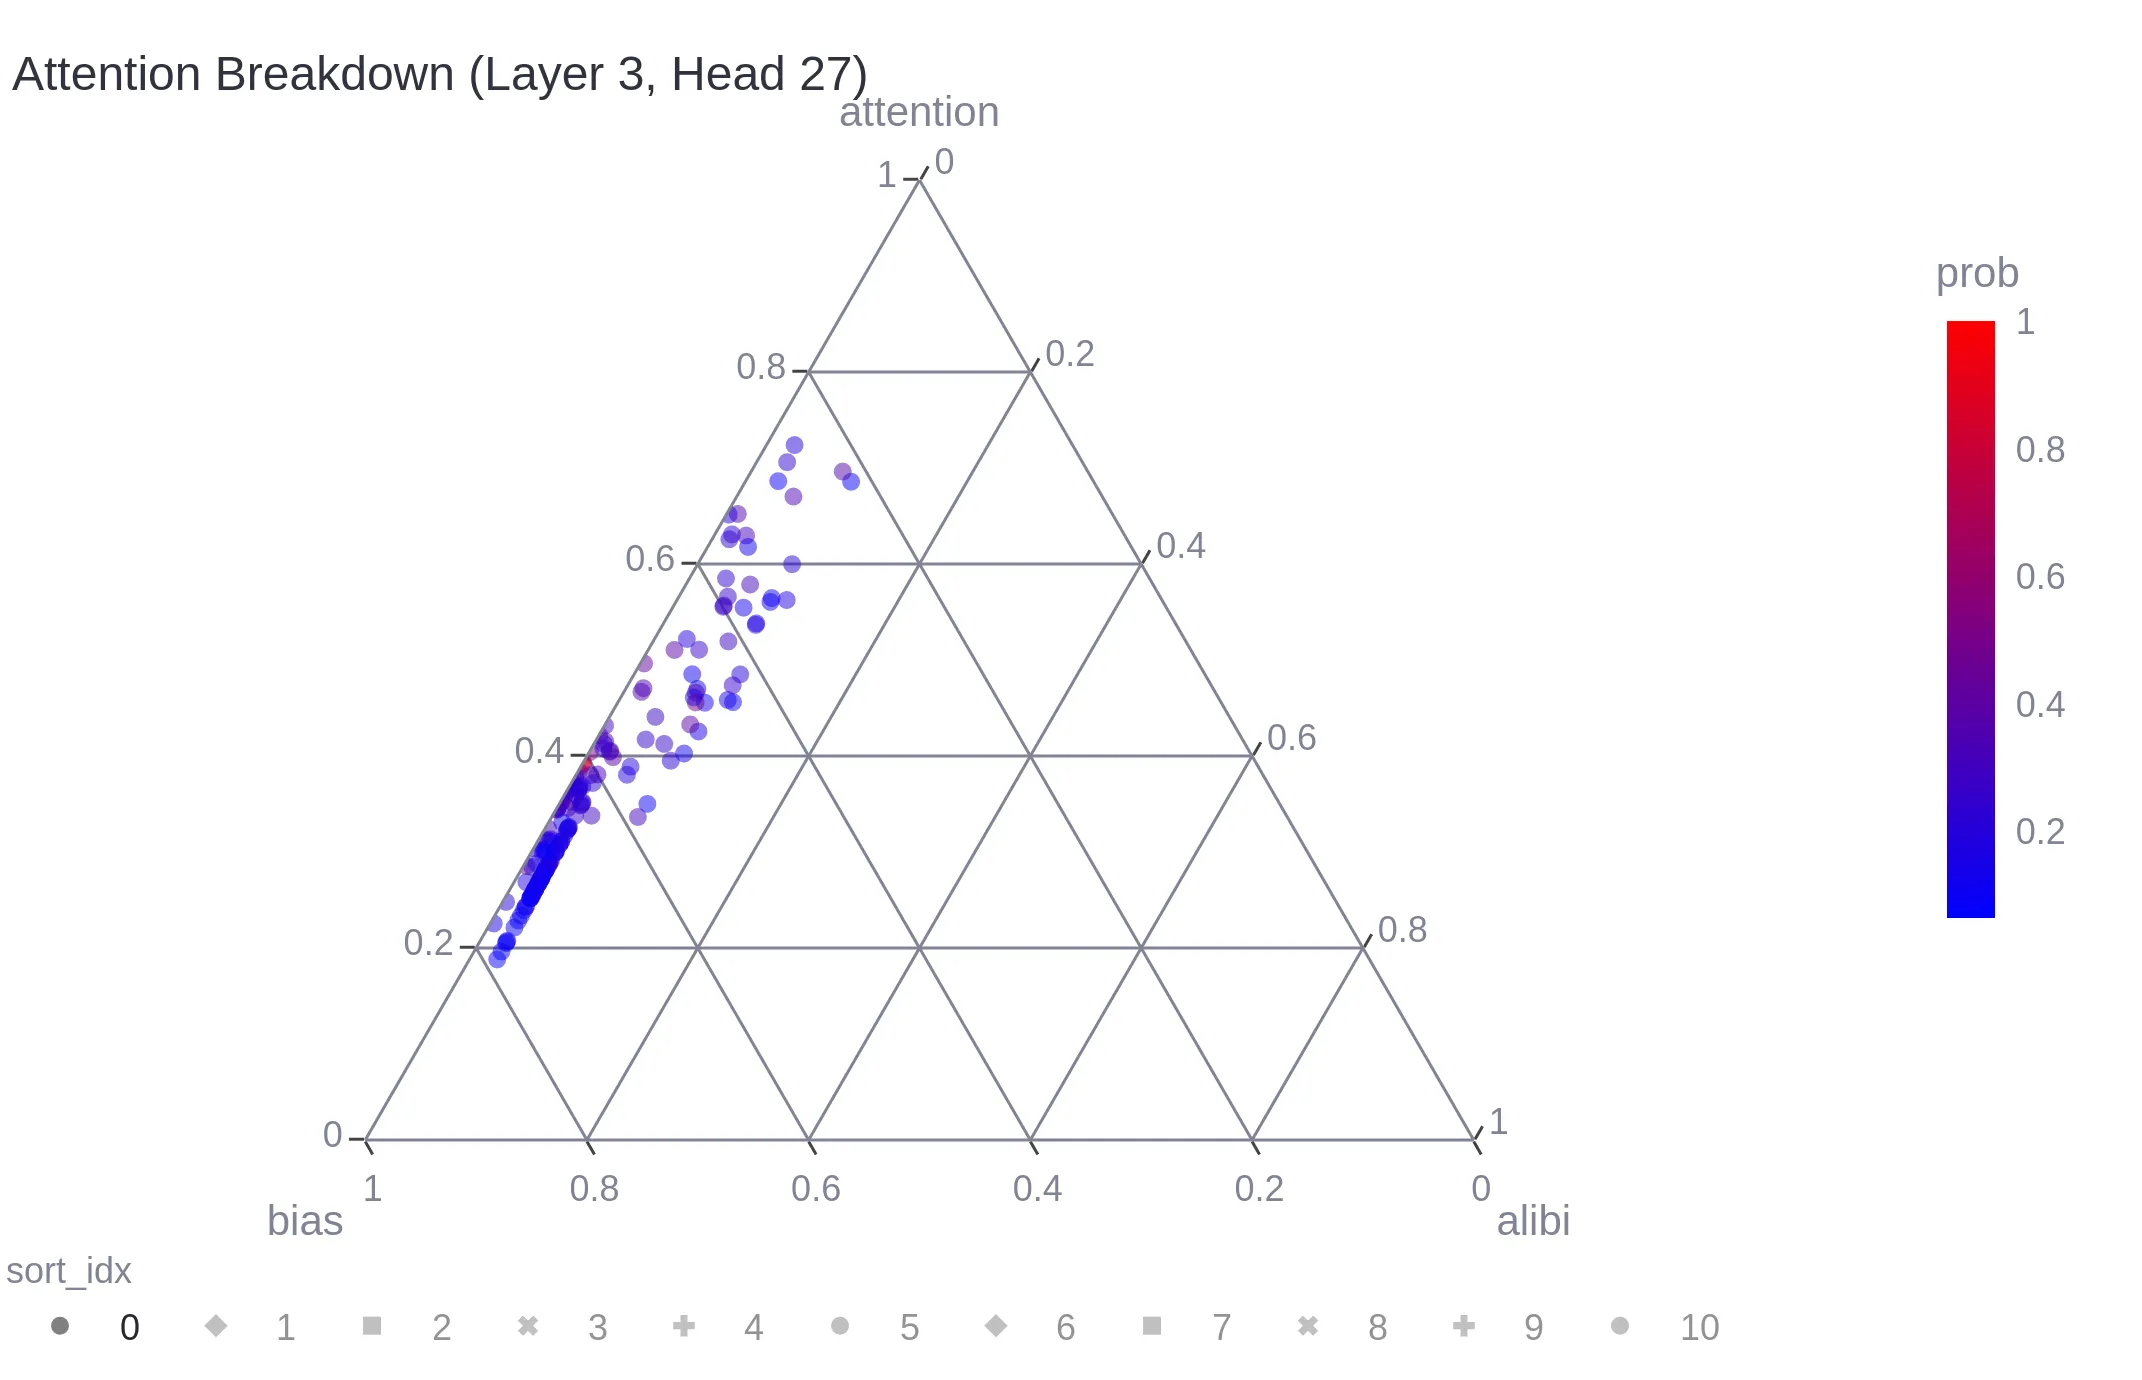 Attention Breakdown (Layer 3, Head 27)
attention
1 0
prob
1
0.8 0.2
0.8
0.6 0.4
0.6
0.4 0.6
0.4
0.2 0.8
0.2
0 1
1 0.8 0.6 0.4 0.2 0
bias alibi
sort_idx
0 1 2 3 4 5 6 7 8 9 10